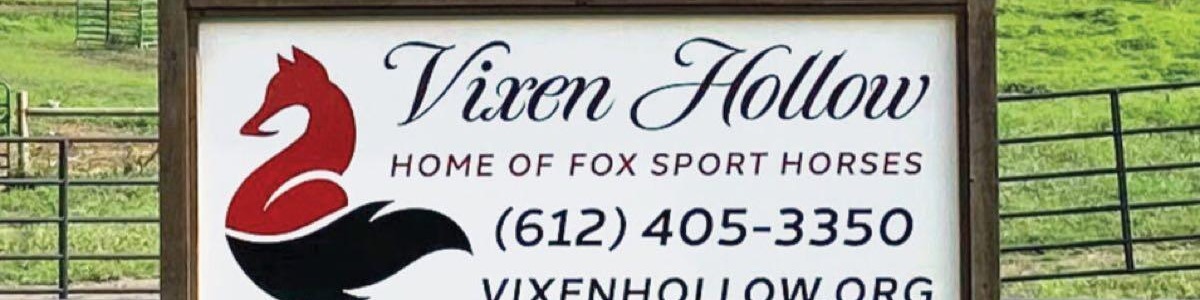 Vixen Hollow
HOME OF FOX SPORT HORSES
(612) 405-3350
VIXENHOLLOW.ORG